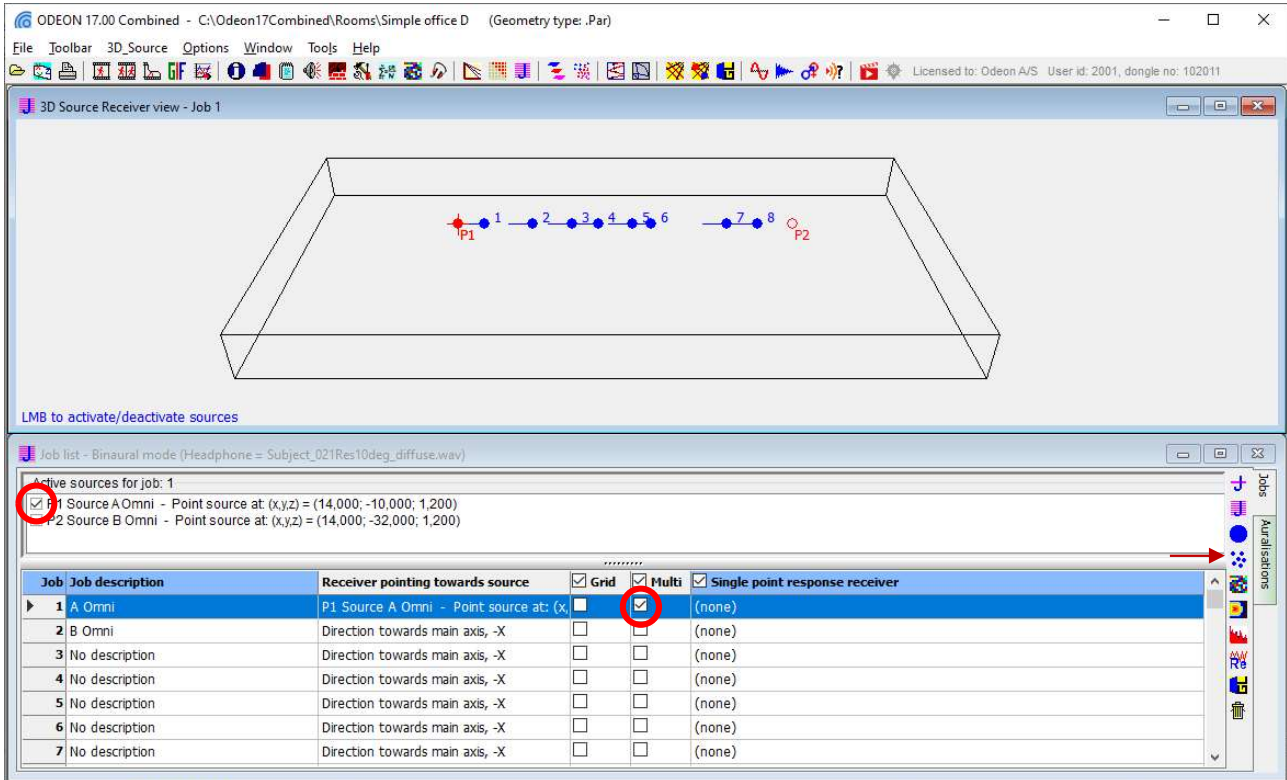 ODEON 17.00 Combined - C:\Odeon17Combined\Rooms\Simple office D (Geometry type: .Par)
File Toolbar 3D_Source Options Window Tools Help
Licensed to: Odeon A/S User id: 2001, dongle no: 102011
3D Source Receiver view - Job 1
P1 1 2 3 4 5 6 7 8 P2
LMB to activate/deactivate sources
Job list - Binaural mode (Headphone = Subject_021Res10deg_diffuse.wav)
Active sources for job: 1
P1 Source A Omni - Point source at: (x,y,z) = (14,000; -10,000; 1,200)
P2 Source B Omni - Point source at: (x,y,z) = (14,000; -32,000; 1,200)
Jobs
Auralisations
Job Job description Receiver pointing towards source Grid Multi Single point response receiver
1 A Omni P1 Source A Omni - Point source at: (x, (none)
2 B Omni Direction towards main axis, -X (none)
3 No description Direction towards main axis, -X (none)
4 No description Direction towards main axis, -X (none)
5 No description Direction towards main axis, -X (none)
6 No description Direction towards main axis, -X (none)
7 No description Direction towards main axis, -X (none)